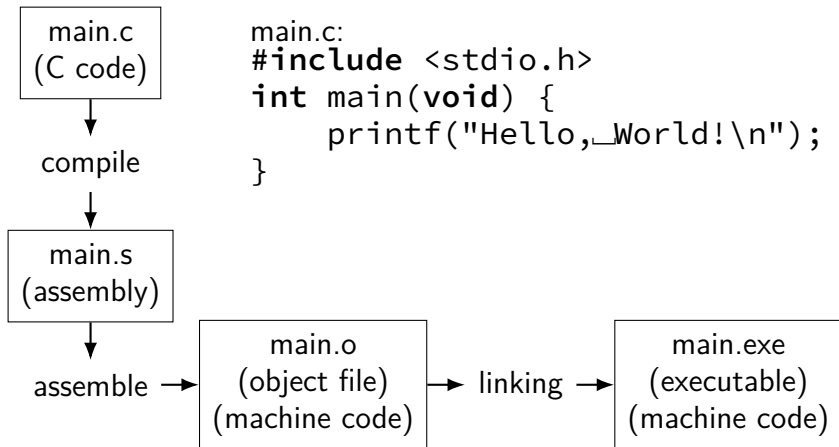 main.c
(C code)
compile
main.s
(assembly)
assemble
main.o
(object file)
(machine code)
linking
main.exe
(executable)
(machine code)
main.c:
#include <stdio.h>
int main(void) {
    printf("Hello,␣World!\n");
}